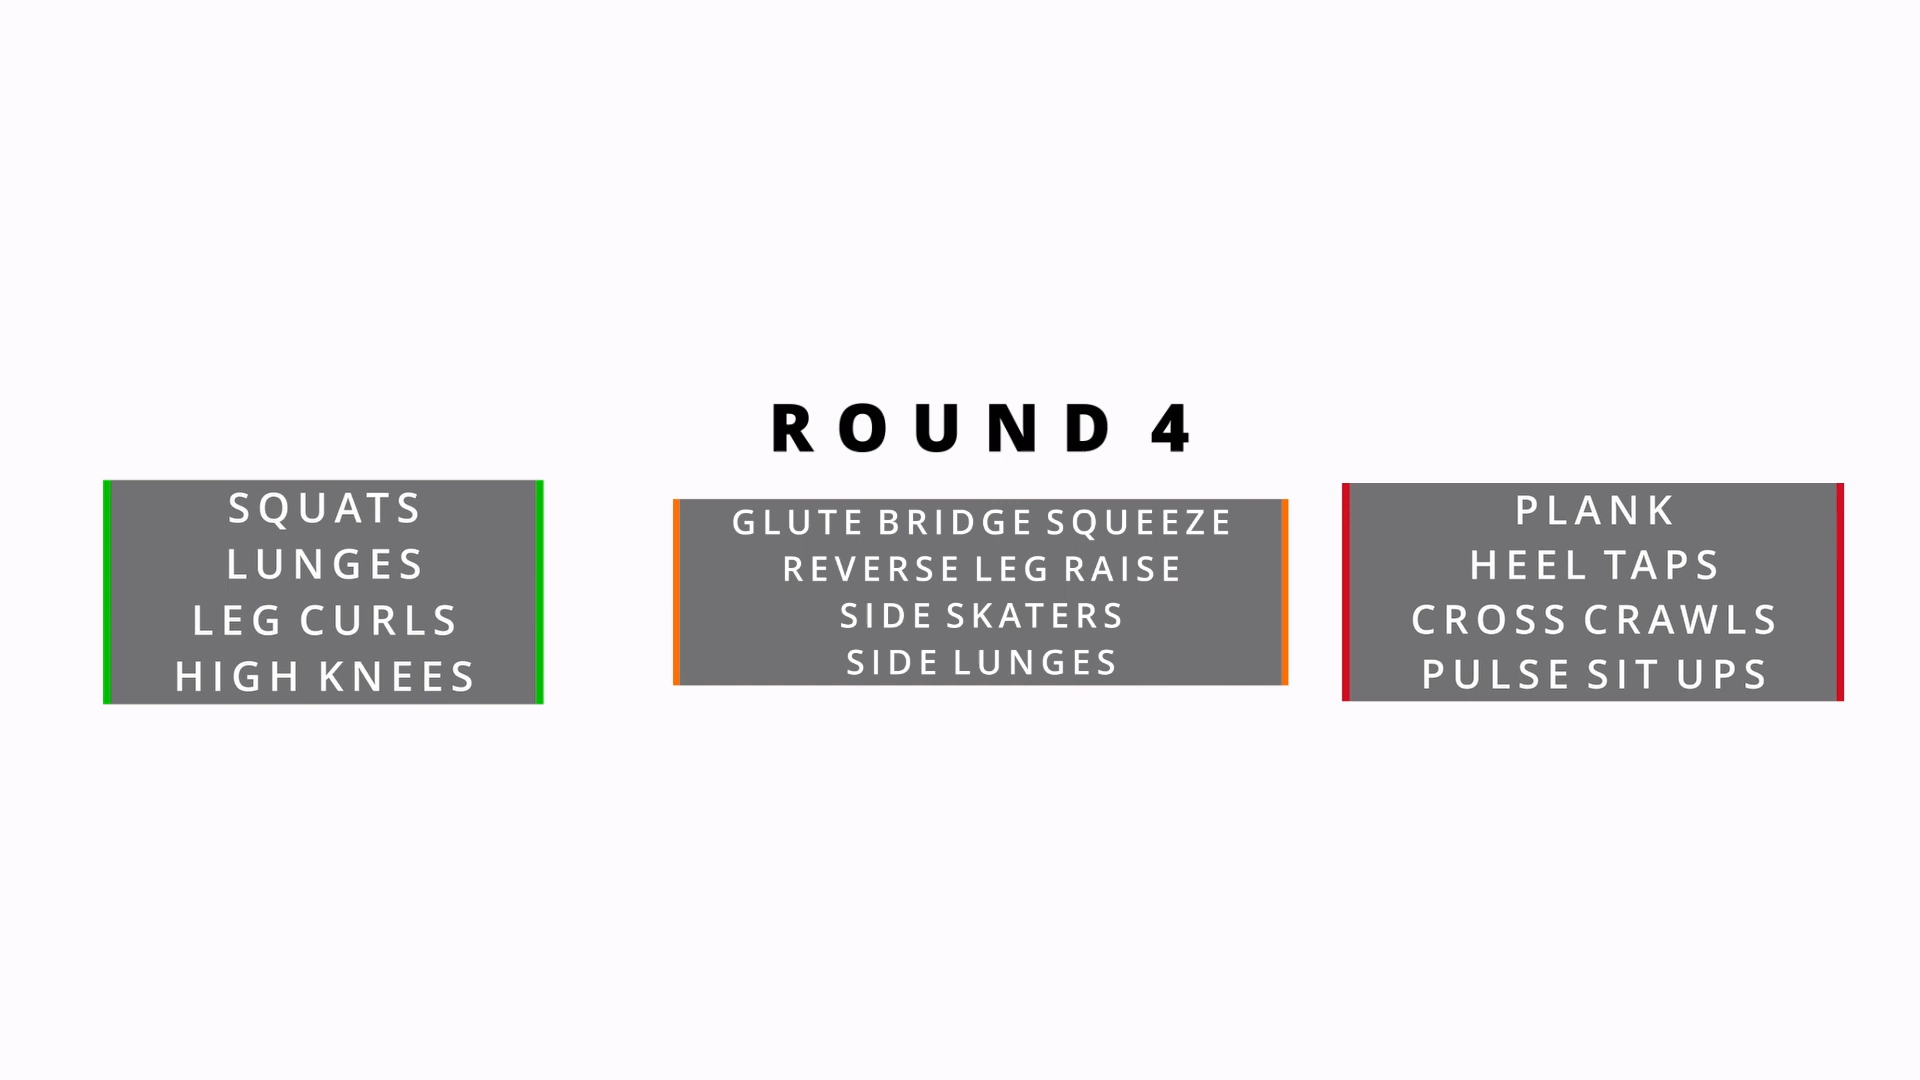 ROUND 4
SQUATS
LUNGES
LEG CURLS
HIGH KNEES
GLUTE BRIDGE SQUEEZE
REVERSE LEG RAISE
SIDE SKATERS
SIDE LUNGES
PLANK
HEEL TAPS
CROSS CRAWLS
PULSE SIT UPS